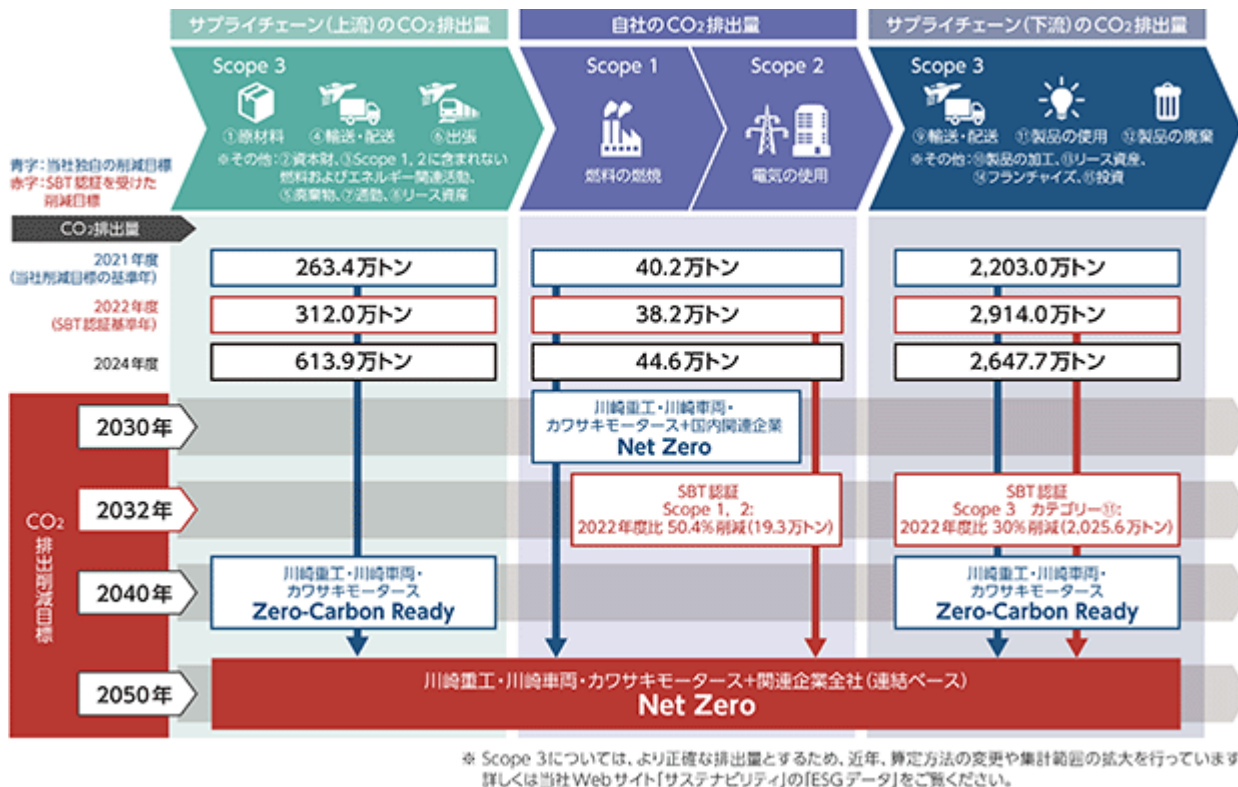 サプライチェーン（上流）のCO₂排出量
自社のCO₂排出量
サプライチェーン（下流）のCO₂排出量
Scope 3
①原材料
④輸送・配送
⑥出張
※その他：②資本財、③Scope 1, 2に含まれない
燃料およびエネルギー関連活動、
⑤廃棄物、⑦通勤、⑧リース資産
Scope 1
燃料の燃焼
Scope 2
電気の使用
Scope 3
⑨輸送・配送
⑪製品の使用
⑫製品の廃棄
※その他：⑩製品の加工、⑬リース資産、
⑭フランチャイズ、⑮投資
青字：当社独自の削減目標
赤字：SBT認証を受けた
削減目標
CO₂排出量
2021年度
（当社削減目標の基準年）
263.4万トン
40.2万トン
2,203.0万トン
2022年度
（SBT認証基準年）
312.0万トン
38.2万トン
2,914.0万トン
2024年度
613.9万トン
44.6万トン
2,647.7万トン
CO₂排出削減目標
2030年
川崎重工・川崎車両・
カワサキモータース+国内関連企業
Net Zero
2032年
SBT認証
Scope 1, 2:
2022年度比 50.4%削減（19.3万トン）
SBT認証
Scope 3 カテゴリー⑪:
2022年度比 30%削減（2,025.6万トン）
2040年
川崎重工・川崎車両・
カワサキモータース
Zero-Carbon Ready
川崎重工・川崎車両・
カワサキモータース
Zero-Carbon Ready
2050年
川崎重工・川崎車両・カワサキモータース+関連企業全社（連結ベース）
Net Zero
※ Scope 3については、より正確な排出量とするため、近年、算定方法の変更や集計範囲の拡大を行っています
詳しくは当社Webサイト「サステナビリティ」の「ESGデータ」をご覧ください。